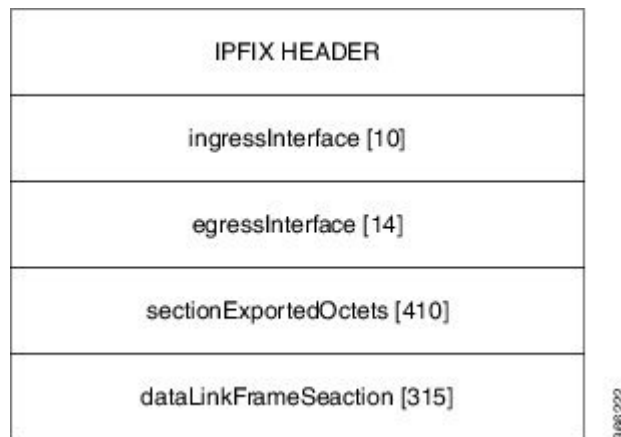 IPFIX HEADER
ingressInterface [10]
egressInterface [14]
sectionExportedOctets [410]
dataLinkFrameSeaction [315]